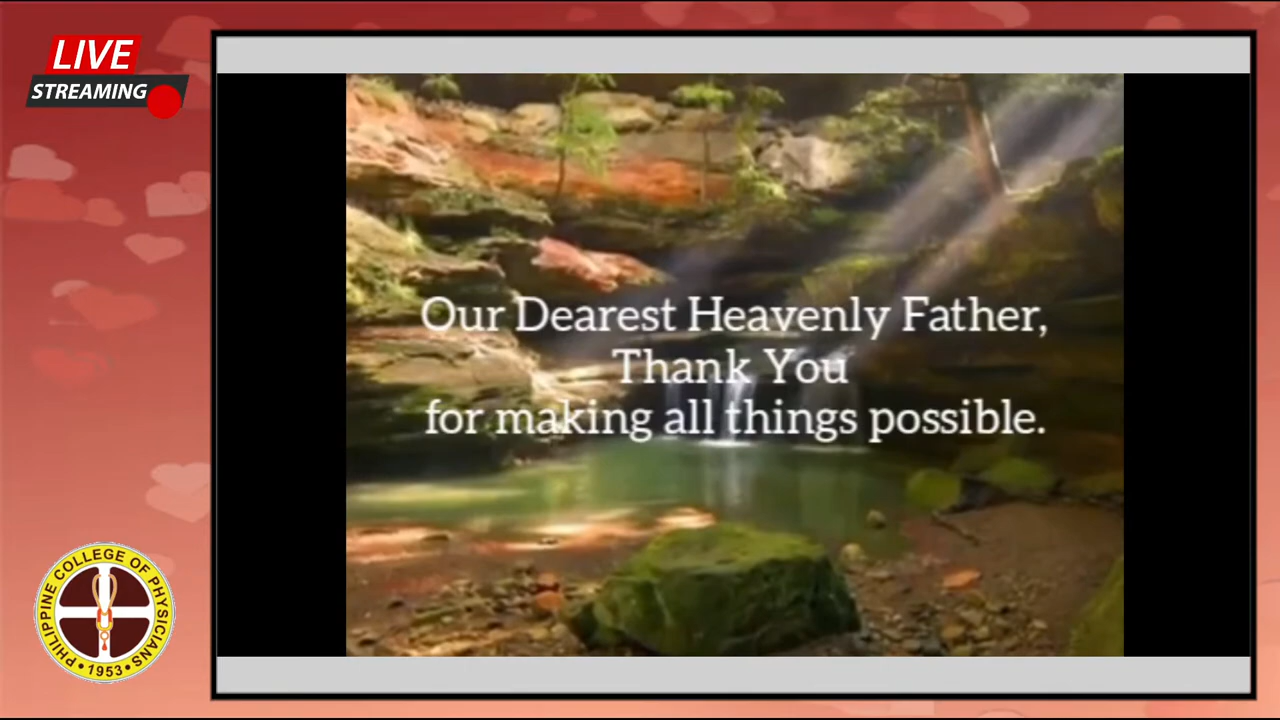 LIVE
STREAMING
Our Dearest Heavenly Father,
Thank You
for making all things possible.
PHILIPPINE COLLEGE OF PHYSICIANS
• 1953 •